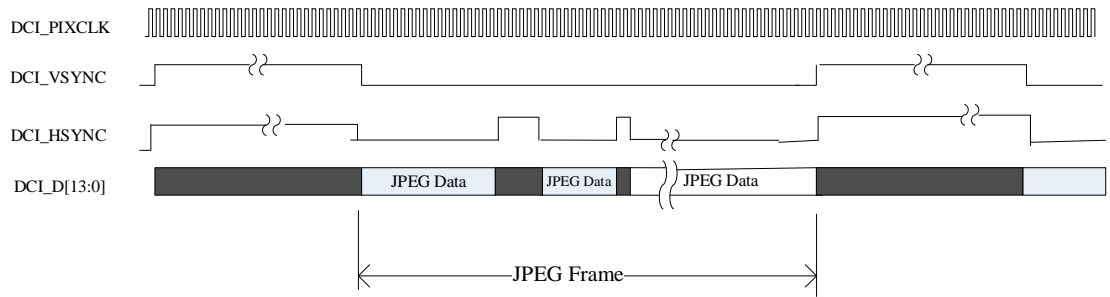 DCI_PIXCLK
DCI_VSYNC
DCI_HSYNC
DCI_D[13:0]
JPEG Data
JPEG Data
JPEG Data
JPEG Frame